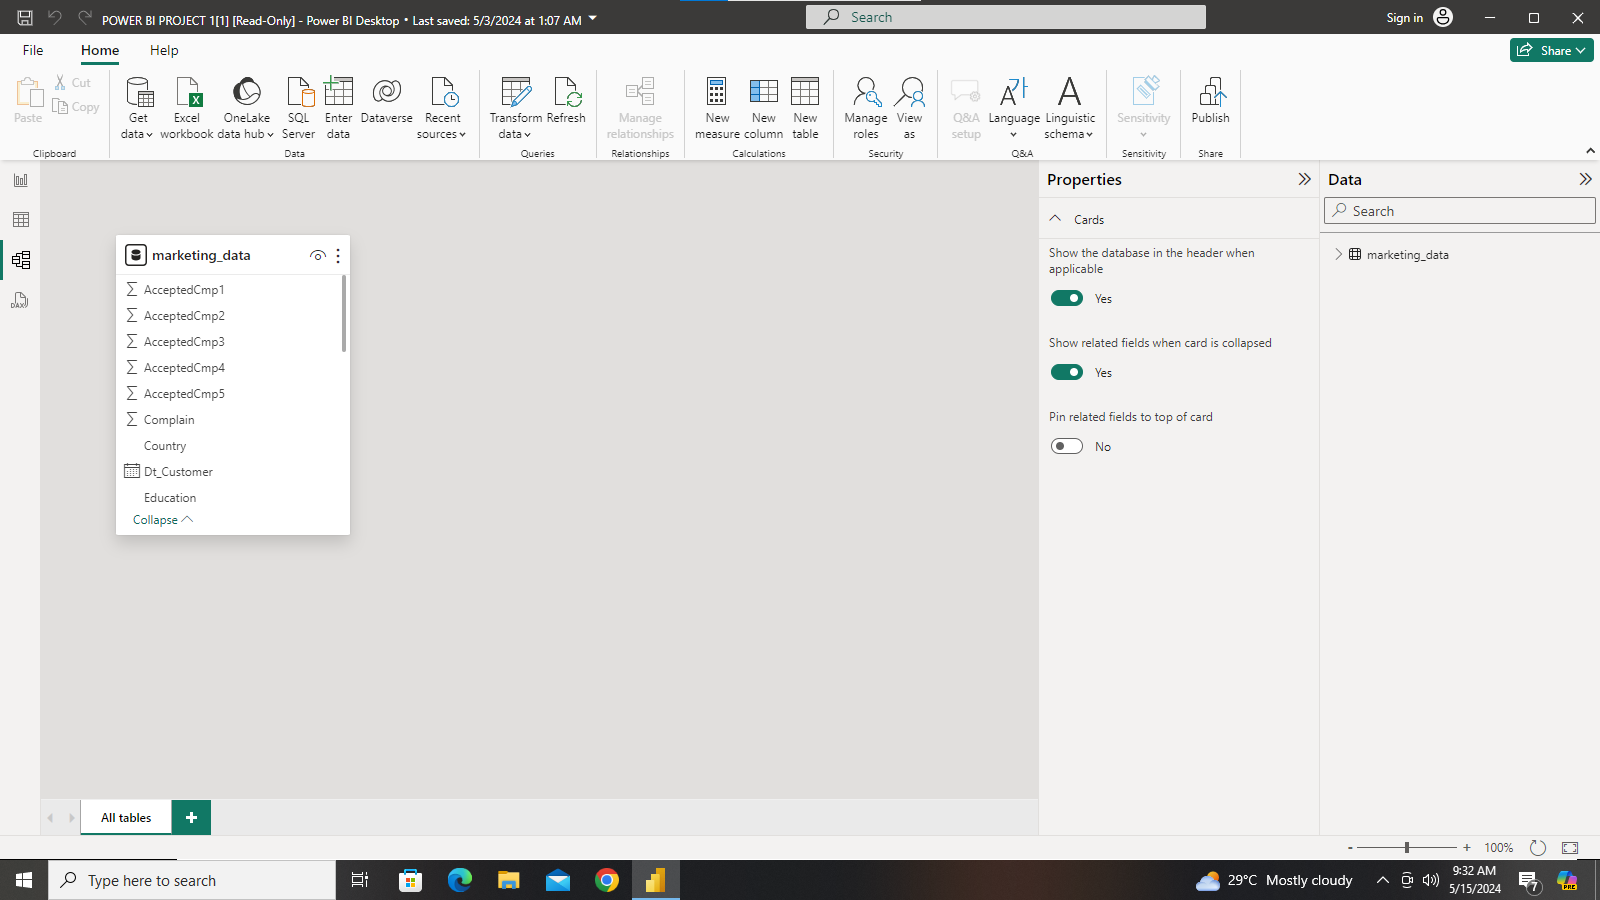 POWER BI PROJECT 1[1] [Read-Only] - Power BI Desktop • Last saved: 5/3/2024 at 1:07 AM
Search
Sign in
File
Home
Help
Share
Paste
Cut
Copy
Clipboard
Get
data
Excel
workbook
OneLake
data hub
SQL
Server
Enter
data
Dataverse
Recent
sources
Data
Transform
data
Refresh
Queries
Manage
relationships
Relationships
New
measure
New
column
New
table
Calculations
Manage
roles
View
as
Security
Q&A
setup
Language
Linguistic
schema
Q&A
Sensitivity
Sensitivity
Publish
Share
DAX
marketing_data
AcceptedCmp1
AcceptedCmp2
AcceptedCmp3
AcceptedCmp4
AcceptedCmp5
Complain
Country
Dt_Customer
Education
Collapse
Properties
Cards
Show the database in the header when
applicable
Yes
Show related fields when card is collapsed
Yes
Pin related fields to top of card
No
Data
Search
marketing_data
All tables
+
- + 100%
Type here to search
29°C Mostly cloudy
9:32 AM
5/15/2024
7
PRE